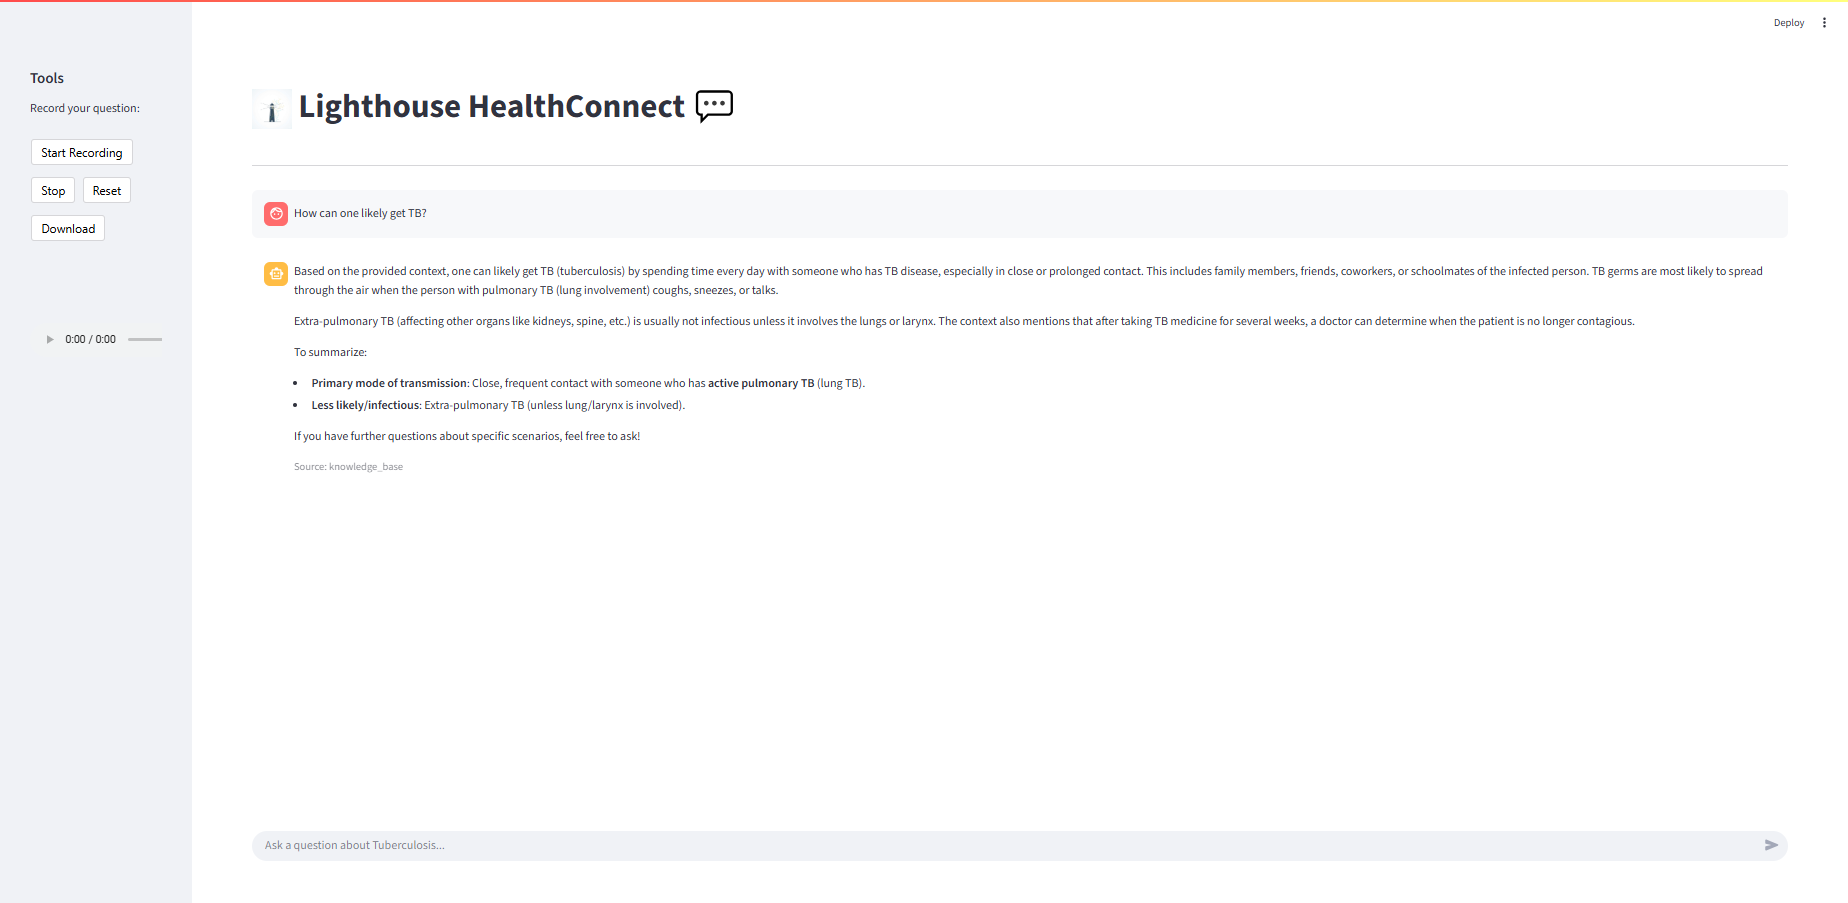 Deploy
Tools
Record your question:
Start Recording
Stop Reset
Download
0:00 / 0:00
Lighthouse HealthConnect
How can one likely get TB?
Based on the provided context, one can likely get TB (tuberculosis) by spending time every day with someone who has TB disease, especially in close or prolonged contact. This includes family members, friends, coworkers, or schoolmates of the infected person. TB germs are most likely to spread
through the air when the person with pulmonary TB (lung involvement) coughs, sneezes, or talks.
Extra-pulmonary TB (affecting other organs like kidneys, spine, etc.) is usually not infectious unless it involves the lungs or larynx. The context also mentions that after taking TB medicine for several weeks, a doctor can determine when the patient is no longer contagious.
To summarize:
• Primary mode of transmission: Close, frequent contact with someone who has active pulmonary TB (lung TB).
• Less likely/infectious: Extra-pulmonary TB (unless lung/larynx is involved).
If you have further questions about specific scenarios, feel free to ask!
Source: knowledge_base
Ask a question about Tuberculosis...